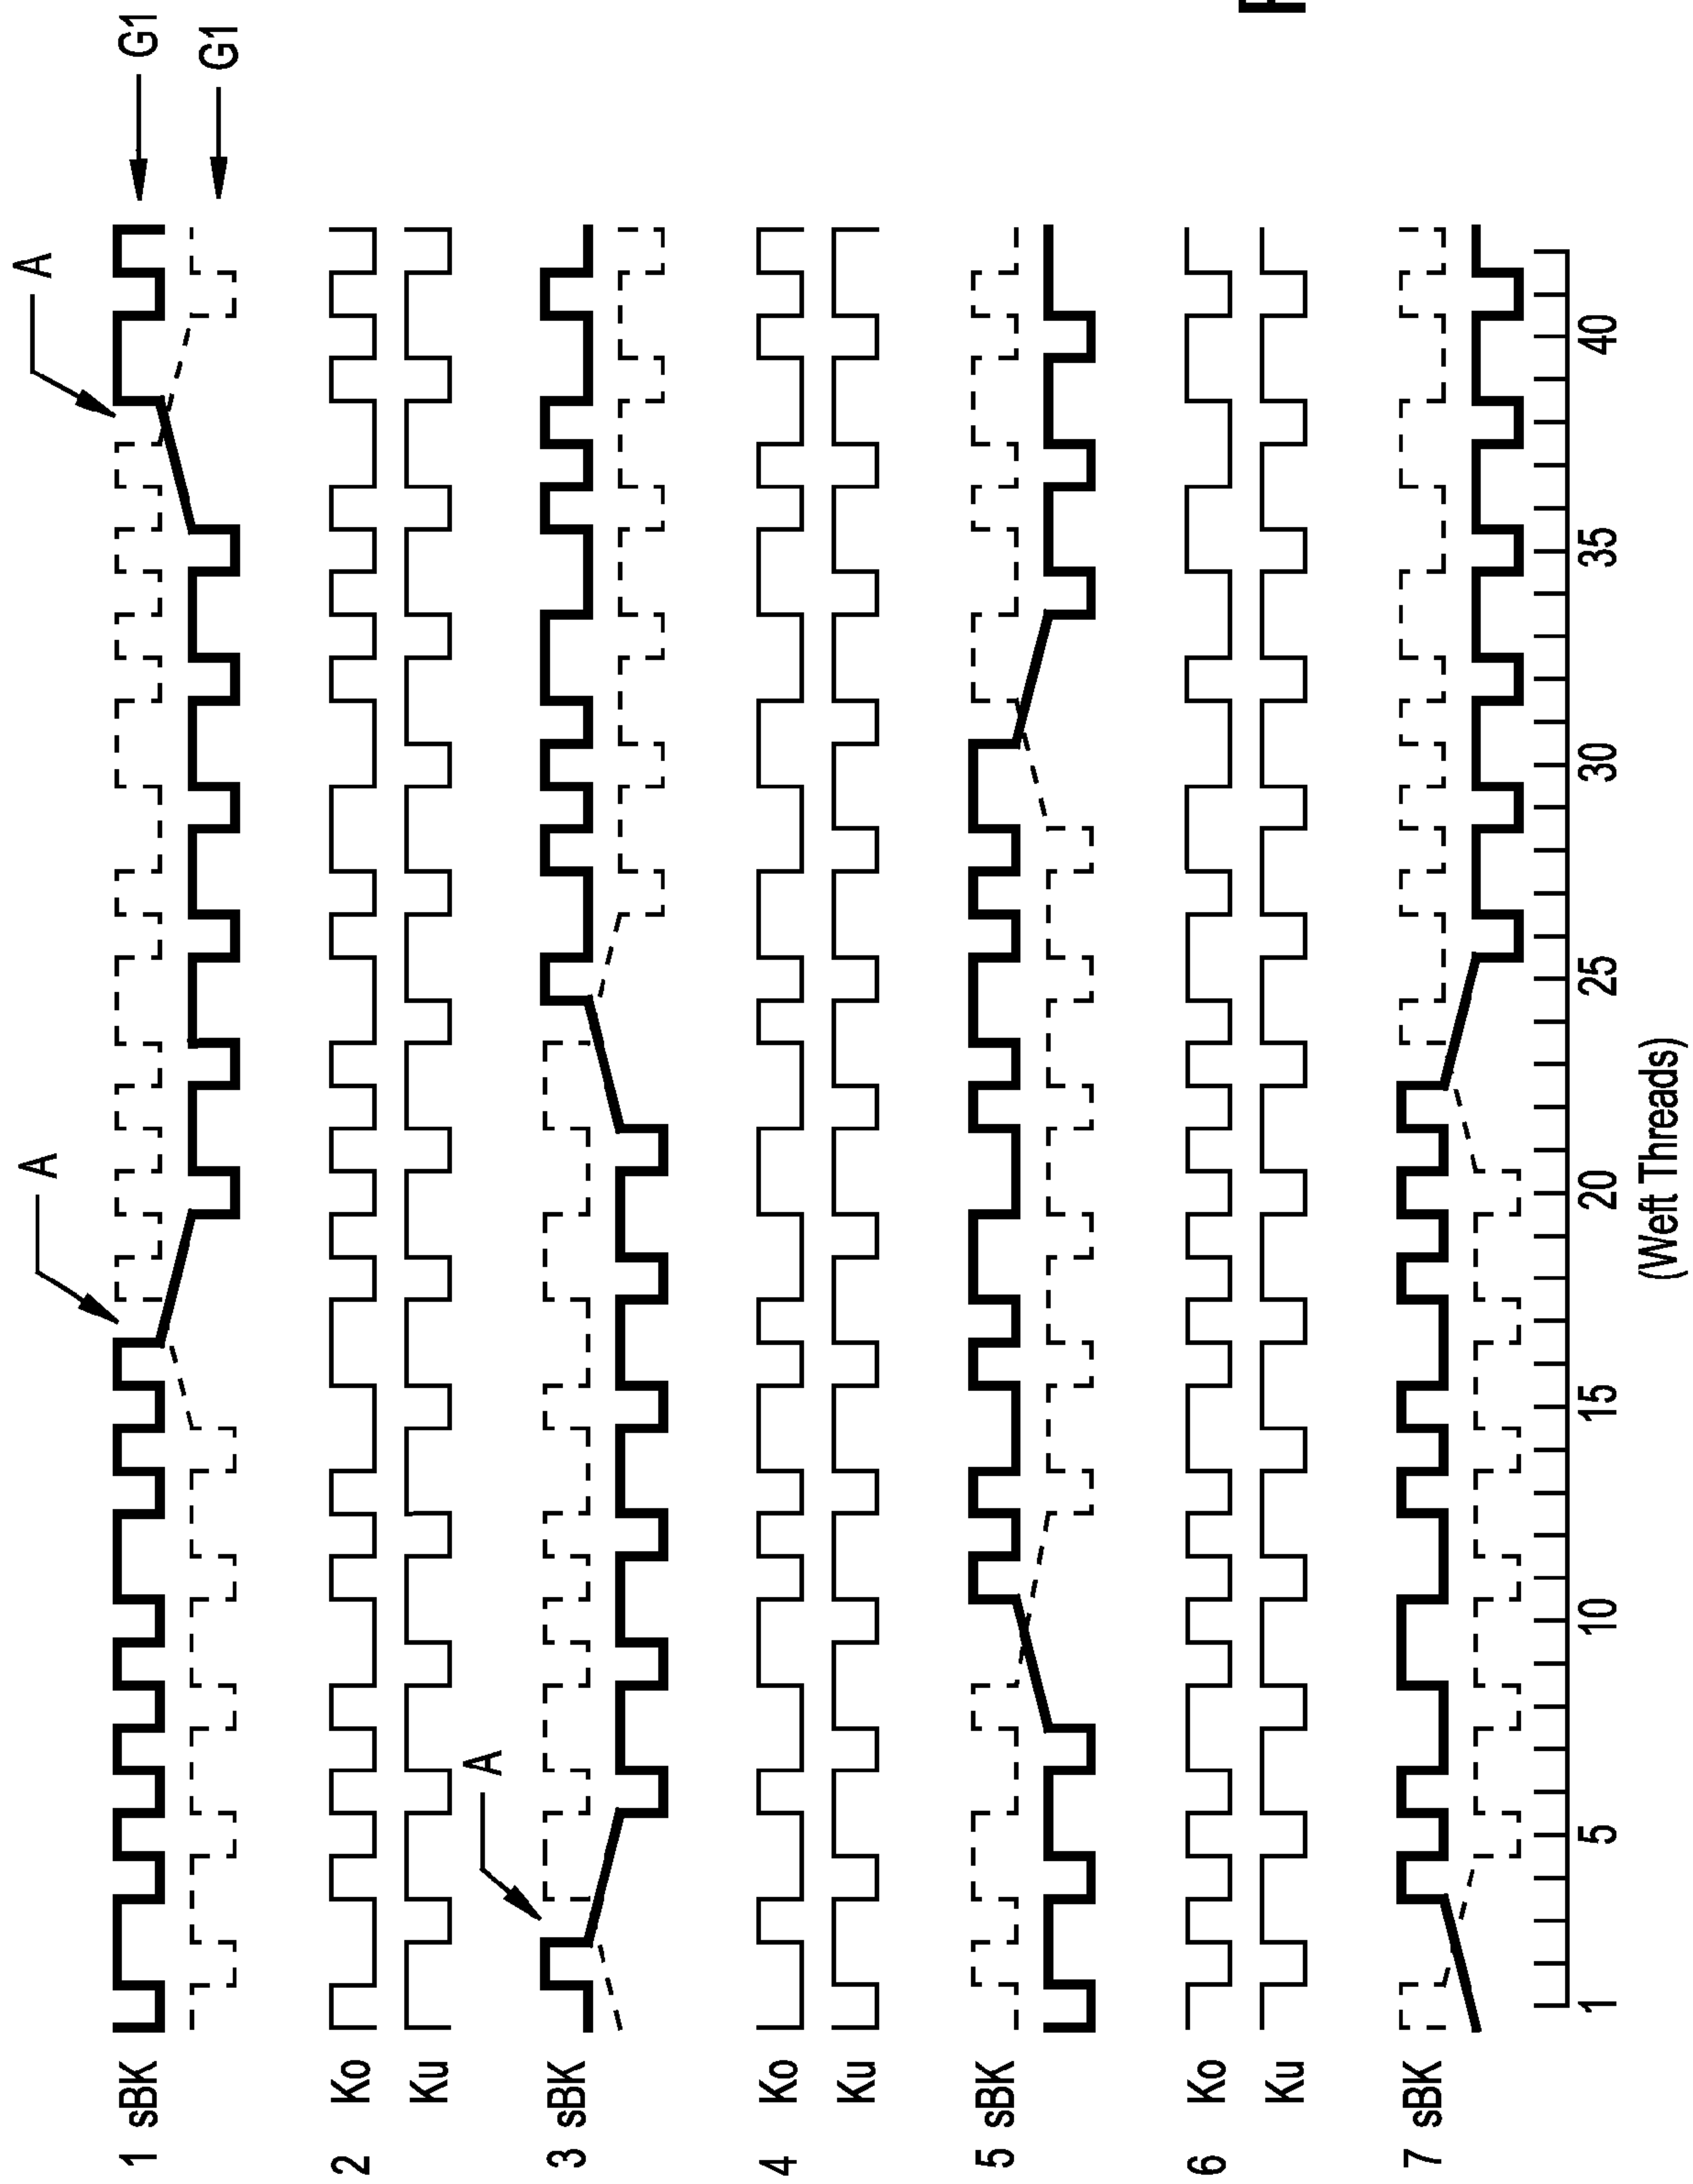 G1
G1
A
A
A
1 sBK
2 Ko
Ku
3 sBK
4 Ko
Ku
5 sBK
6 Ko
Ku
7 sBK
1 5 10 15 20 25 30 35 40
(Weft Threads)